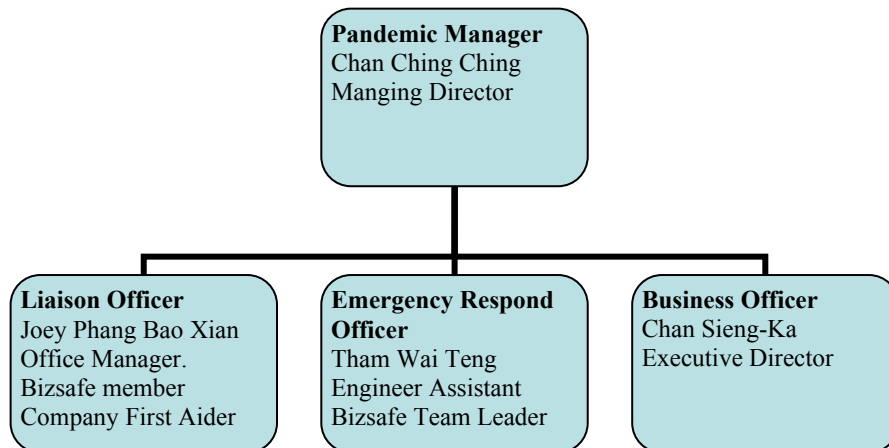 Pandemic Manager
Chan Ching Ching
Manging Director
Liaison Officer
Joey Phang Bao Xian
Office Manager.
Bizsafe member
Company First Aider
Emergency Respond
Officer
Tham Wai Teng
Engineer Assistant
Bizsafe Team Leader
Business Officer
Chan Sieng-Ka
Executive Director